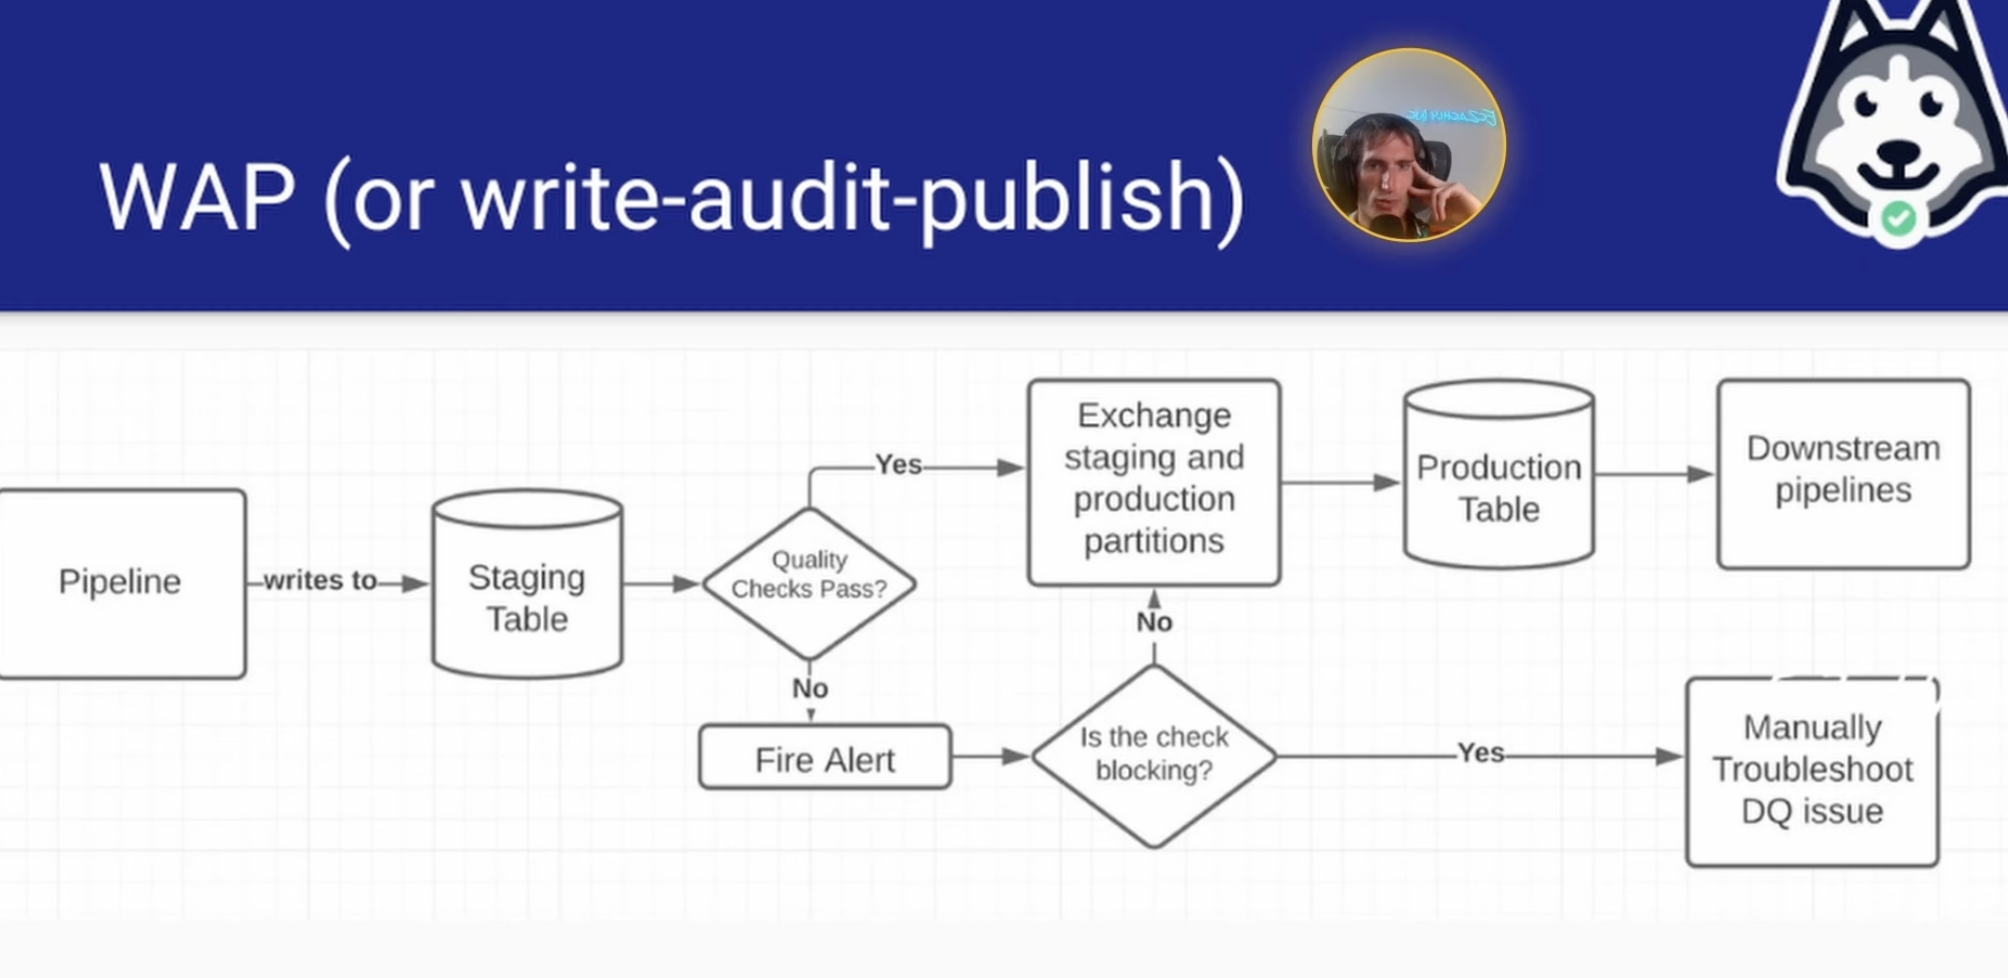 WAP (or write-audit-publish)
Pipeline
writes to
Staging
Table
Quality
Checks Pass?
Yes
Exchange
staging and
production
partitions
Production
Table
Downstream
pipelines
No
Fire Alert
Is the check
blocking?
No
Yes
Manually
Troubleshoot
DQ issue